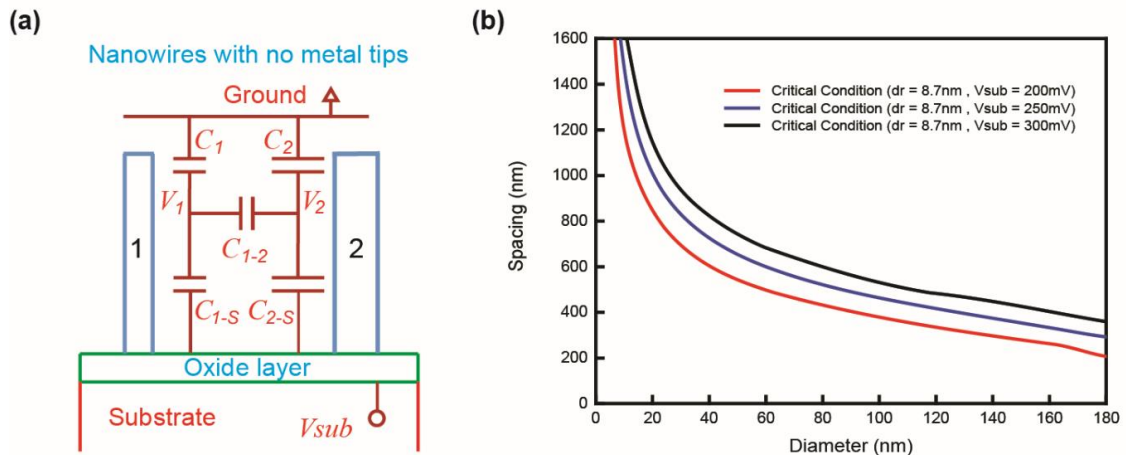 (a)
Nanowires with no metal tips
Ground
C1 C2
V1 V2
C1-2
1 2
C1-S C2-S
Oxide layer
Substrate
Vsub
(b)
1600
1400
1200
1000
800
600
400
200
0
Spacing (nm)
Critical Condition (dr = 8.7nm , Vsub = 200mV)
Critical Condition (dr = 8.7nm , Vsub = 250mV)
Critical Condition (dr = 8.7nm , Vsub = 300mV)
0 20 40 60 80 100 120 140 160 180
Diameter (nm)